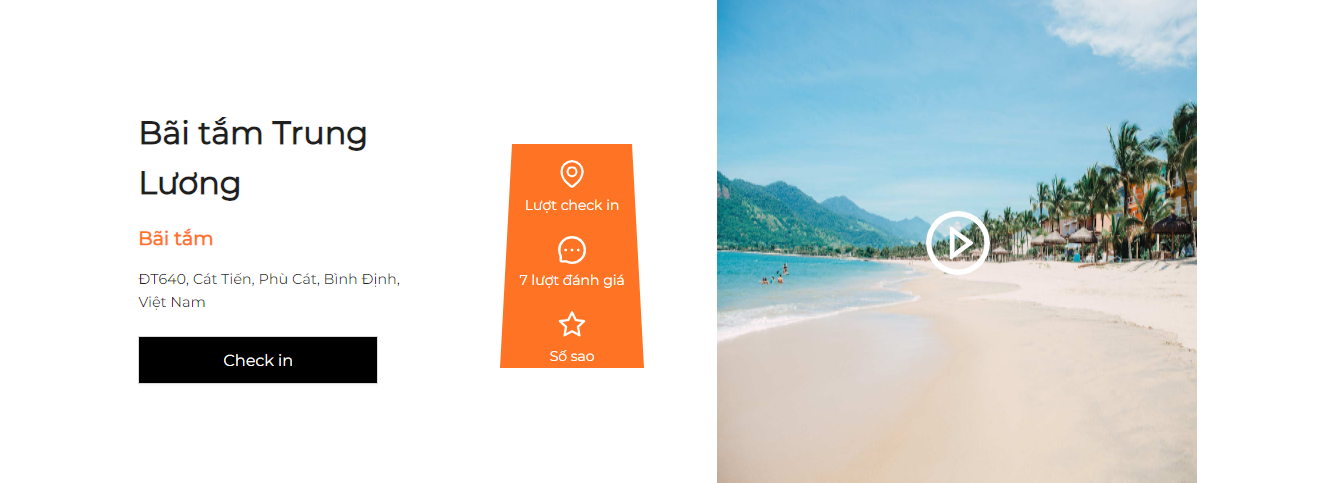 Bãi tắm Trung
Lương
Bãi tắm
ĐT640, Cát Tiến, Phù Cát, Bình Định,
Việt Nam
Check in
Lượt check in
7 lượt đánh giá
Số sao